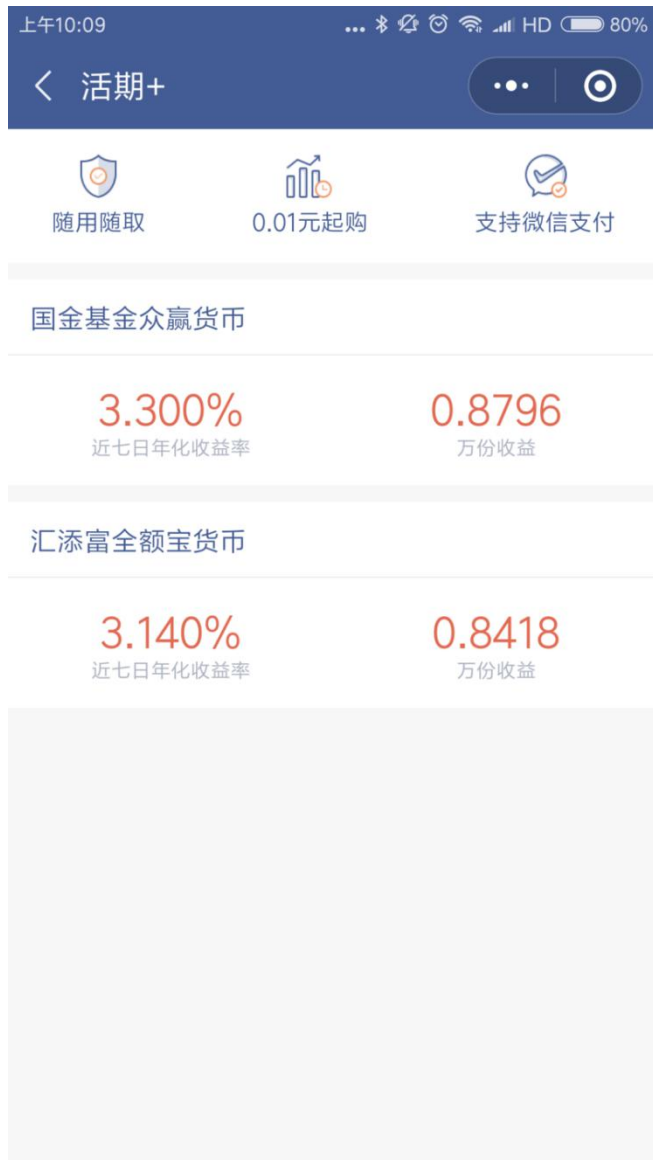 上午10:09 ... HD 80%
活期+
随用随取 0.01元起购 支持微信支付
国金基金众赢货币
3.300% 0.8796
近七日年化收益率 万份收益
汇添富全额宝货币
3.140% 0.8418
近七日年化收益率 万份收益